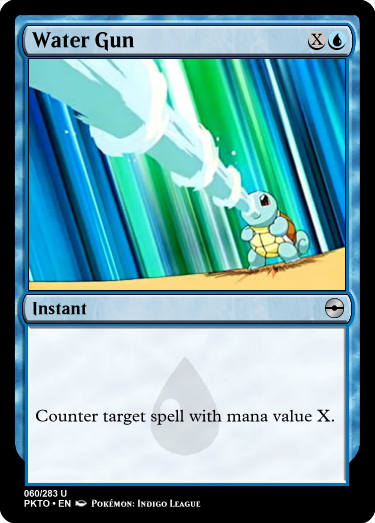 Water Gun
X
Instant
Counter target spell with mana value X.
060/283 U
PKTO • EN Pokémon: Indigo League